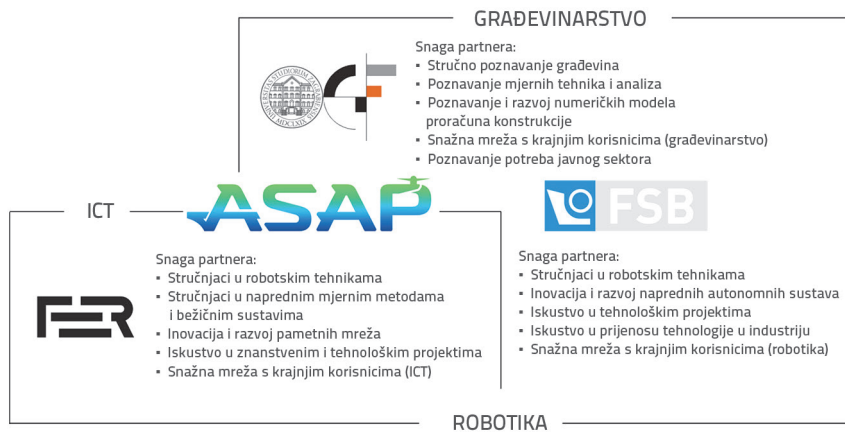 GRAĐEVINARSTVO
Snaga partnera:
▪ Stručno poznavanje građevina
▪ Poznavanje mjernih tehnika i analiza
▪ Poznavanje i razvoj numeričkih modela
proračuna konstrukcije
▪ Snažna mreža s krajnjim korisnicima (građevinarstvo)
▪ Poznavanje potreba javnog sektora
ICT
ASAP
FSB
Snaga partnera:
▪ Stručnjaci u robotskim tehnikama
▪ Stručnjaci u naprednim mjernim metodama
i bežičnim sustavima
▪ Inovacija i razvoj pametnih mreža
▪ Iskustvo u znanstvenim i tehnološkim projektima
▪ Snažna mreža s krajnjim korisnicima (ICT)
FER
Snaga partnera:
▪ Stručnjaci u robotskim tehnikama
▪ Inovacija i razvoj naprednih autonomnih sustava
▪ Iskustvo u tehnološkim projektima
▪ Iskustvo u prijenosu tehnologije u industriju
▪ Snažna mreža s krajnjim korisnicima (robotika)
ROBOTIKA